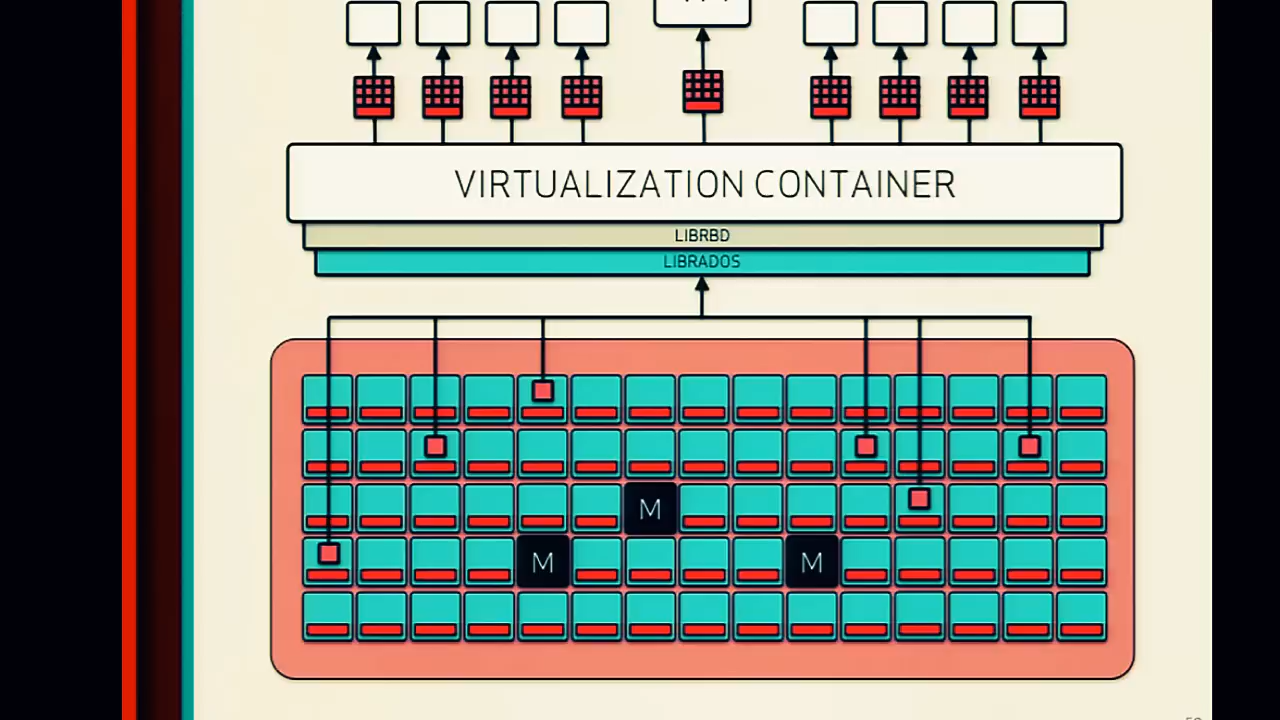 VIRTUALIZATION CONTAINER
LIBRBD
LIBRADOS
M
M M